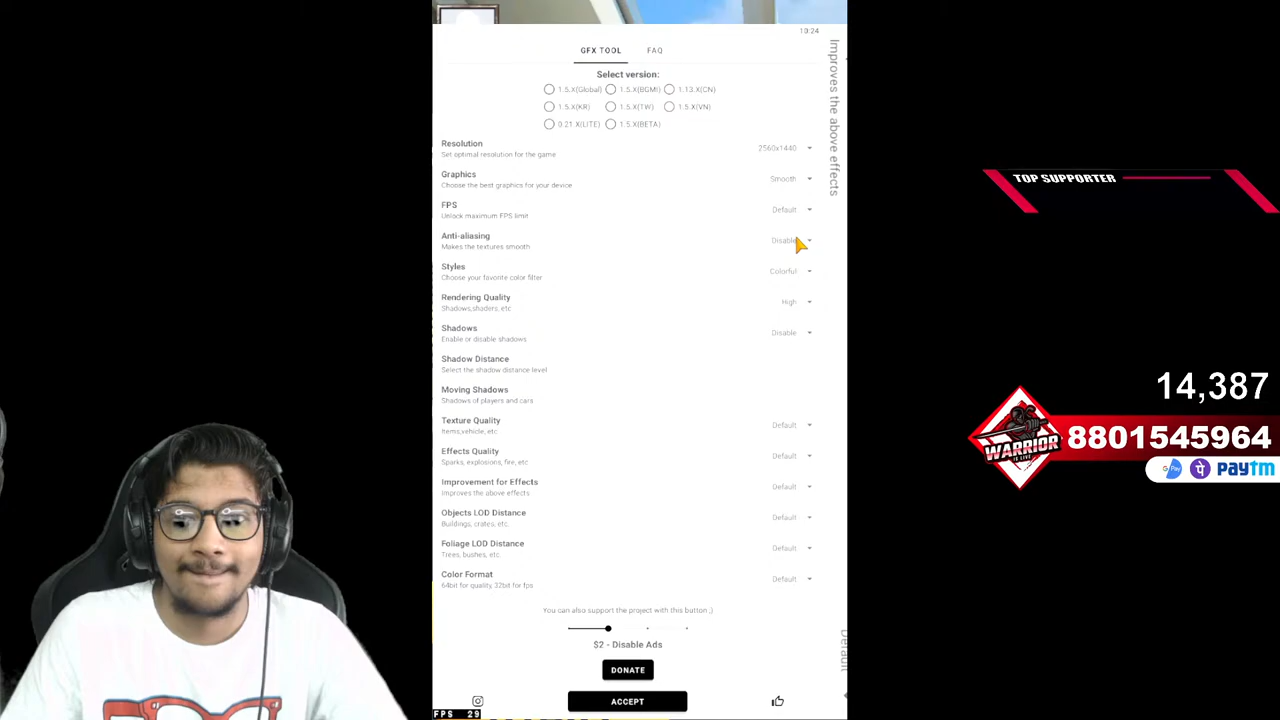 10:24
GFX TOOL FAQ
Select version:
1.5.X(Global) 1.5.X(BGMI) 1.13.X(CN)
1.5.X(KR) 1.5.X(TW) 1.5.X(VN)
0.21.X(LITE) 1.5.X(BETA)
Resolution
Set optimal resolution for the game
2560x1440
Graphics
Choose the best graphics for your device
Smooth
FPS
Unlock maximum FPS limit
Default
Anti-aliasing
Makes the textures smooth
Disable
Styles
Choose your favorite color filter
Colorful
Rendering Quality
Shadows,shaders, etc
High
Shadows
Enable or disable shadows
Disable
Shadow Distance
Select the shadow distance level
Moving Shadows
Shadows of players and cars
Texture Quality
Items,vehicle, etc.
Default
Effects Quality
Sparks, explosions, fire, etc
Default
Improvement for Effects
Improves the above effects
Default
Objects LOD Distance
Buildings, crates, etc.
Default
Foliage LOD Distance
Trees, bushes, etc
Default
Color Format
64bit for quality, 32bit for fps
Default
You can also support the project with this button ;)
$2 - Disable Ads
DONATE
ACCEPT
FPS 29
Improves the above effects
Default
TOP SUPPORTER
14,387
WARRIOR
IS LIVE
8801545964
G Pay पे paytm